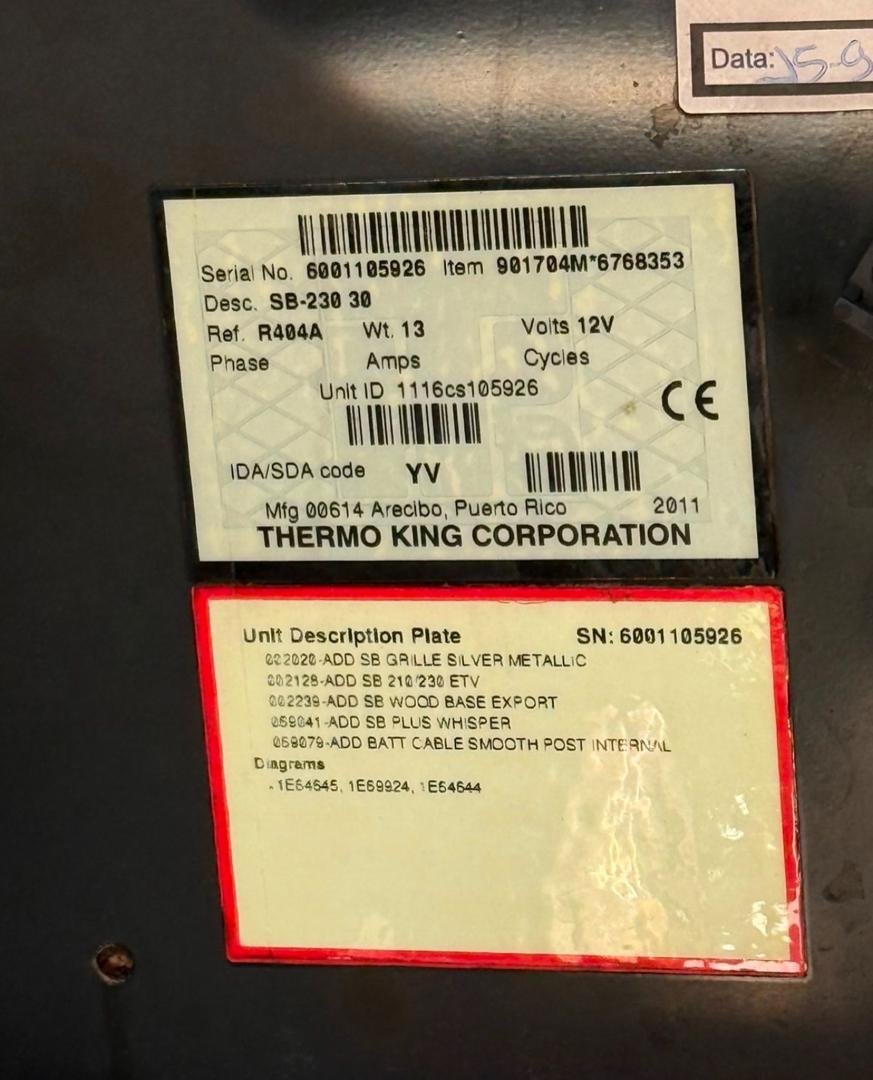 Data: 15-9
Serial No. 6001105926 Item 901704M*6768353
Desc. SB-230 30
Ref. R404A Wt. 13 Volts 12V
Phase Amps Cycles
Unit ID 1116cs105926
CE
IDA/SDA code YV
Mfg 00614 Arecibo, Puerto Rico 2011
THERMO KING CORPORATION
Unit Description Plate SN: 6001105926
002020-ADD SB GRILLE SILVER METALLIC
002128-ADD SB 210/230 ETV
002239-ADD SB WOOD BASE EXPORT
059041-ADD SB PLUS WHISPER
059079-ADD BATT CABLE SMOOTH POST INTERNAL
Diagrams
- 1E64645, 1E69924, 1E64644